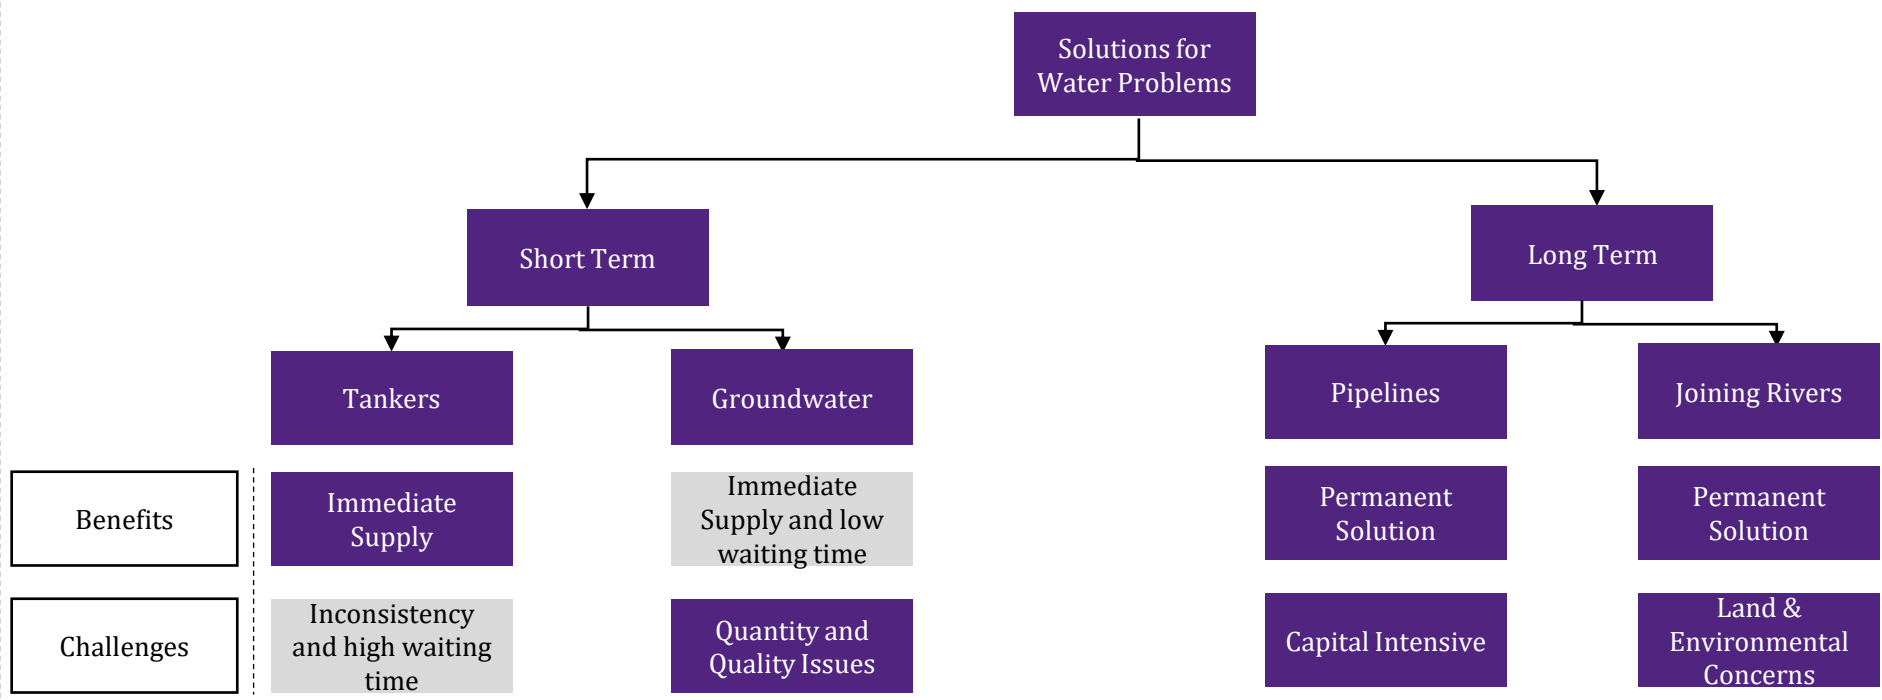 Solutions for
Water Problems
Short Term
Long Term
Tankers
Groundwater
Pipelines
Joining Rivers
Benefits
Immediate
Supply
Immediate
Supply and low
waiting time
Permanent
Solution
Permanent
Solution
Challenges
Inconsistency
and high waiting
time
Quantity and
Quality Issues
Capital Intensive
Land &
Environmental
Concerns